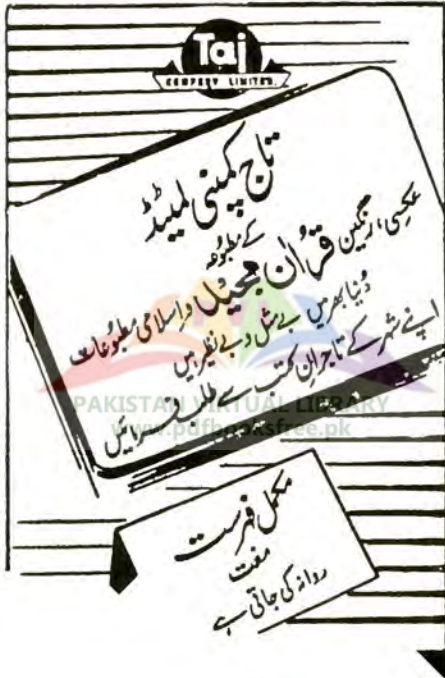 Taj
COMPANY LIMITED.
تاج کمپنی لمیٹڈ
کے مطبوعہ
عکسی، رنگین قرآن مجید و اسلامی مطبوعات
دنیا بھر میں بے مثل و بے نظیر ہیں
اپنے شہر کے تاجران کتب سے طلب فرمائیں
PAKISTAN VIRTUAL LIBRARY
www.pdfbooksfree.pk
مکمل فہرست
مفت
روانہ کی جاتی ہے